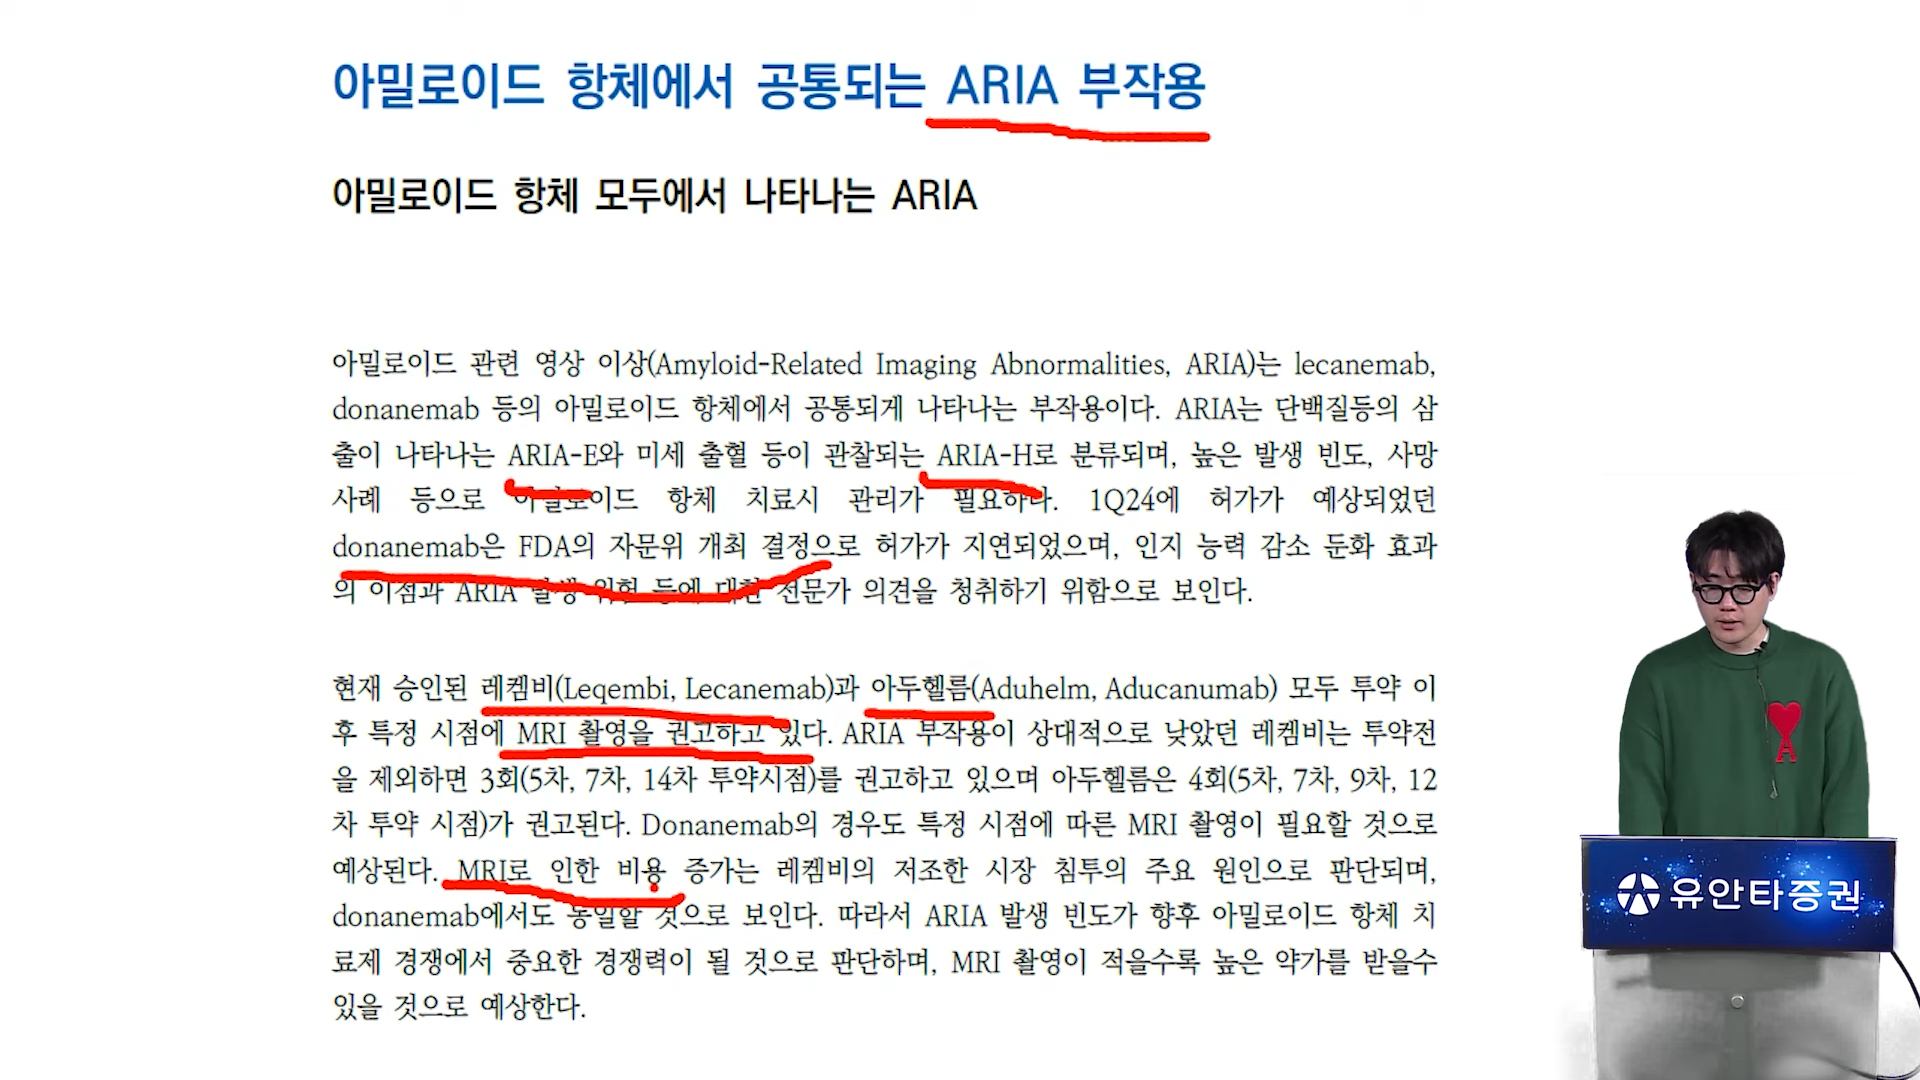 아밀로이드 항체에서 공통되는 ARIA 부작용
아밀로이드 항체 모두에서 나타나는 ARIA
아밀로이드 관련 영상 이상(Amyloid-Related Imaging Abnormalities, ARIA)는 lecanemab,
donanemab 등의 아밀로이드 항체에서 공통되게 나타나는 부작용이다. ARIA는 단백질등의 삼
출이 나타나는 ARIA-E와 미세 출혈 등이 관찰되는 ARIA-H로 분류되며, 높은 발생 빈도, 사망
사례 등으로 아밀로이드 항체 치료시 관리가 필요하다. 1Q24에 허가가 예상되었던
donanemab은 FDA의 자문위 개최 결정으로 허가가 지연되었으며, 인지 능력 감소 둔화 효과
의 이점과 ARIA 발생 위험 등에 대한 전문가 의견을 청취하기 위함으로 보인다.
현재 승인된 레켐비(Leqembi, Lecanemab)과 아두헬름(Aduhelm, Aducanumab) 모두 투약 이
후 특정 시점에 MRI 촬영을 권고하고 있다. ARIA 부작용이 상대적으로 낮았던 레켐비는 투약전
을 제외하면 3회(5차, 7차, 14차 투약시점)를 권고하고 있으며 아두헬름은 4회(5차, 7차, 9차, 12
차 투약 시점)가 권고된다. Donanemab의 경우도 특정 시점에 따른 MRI 촬영이 필요할 것으로
예상된다. MRI로 인한 비용 증가는 레켐비의 저조한 시장 침투의 주요 원인으로 판단되며,
donanemab에서도 동일할 것으로 보인다. 따라서 ARIA 발생 빈도가 향후 아밀로이드 항체 치
료제 경쟁에서 중요한 경쟁력이 될 것으로 판단하며, MRI 촬영이 적을수록 높은 약가를 받을수
있을 것으로 예상한다.
A
유안타증권